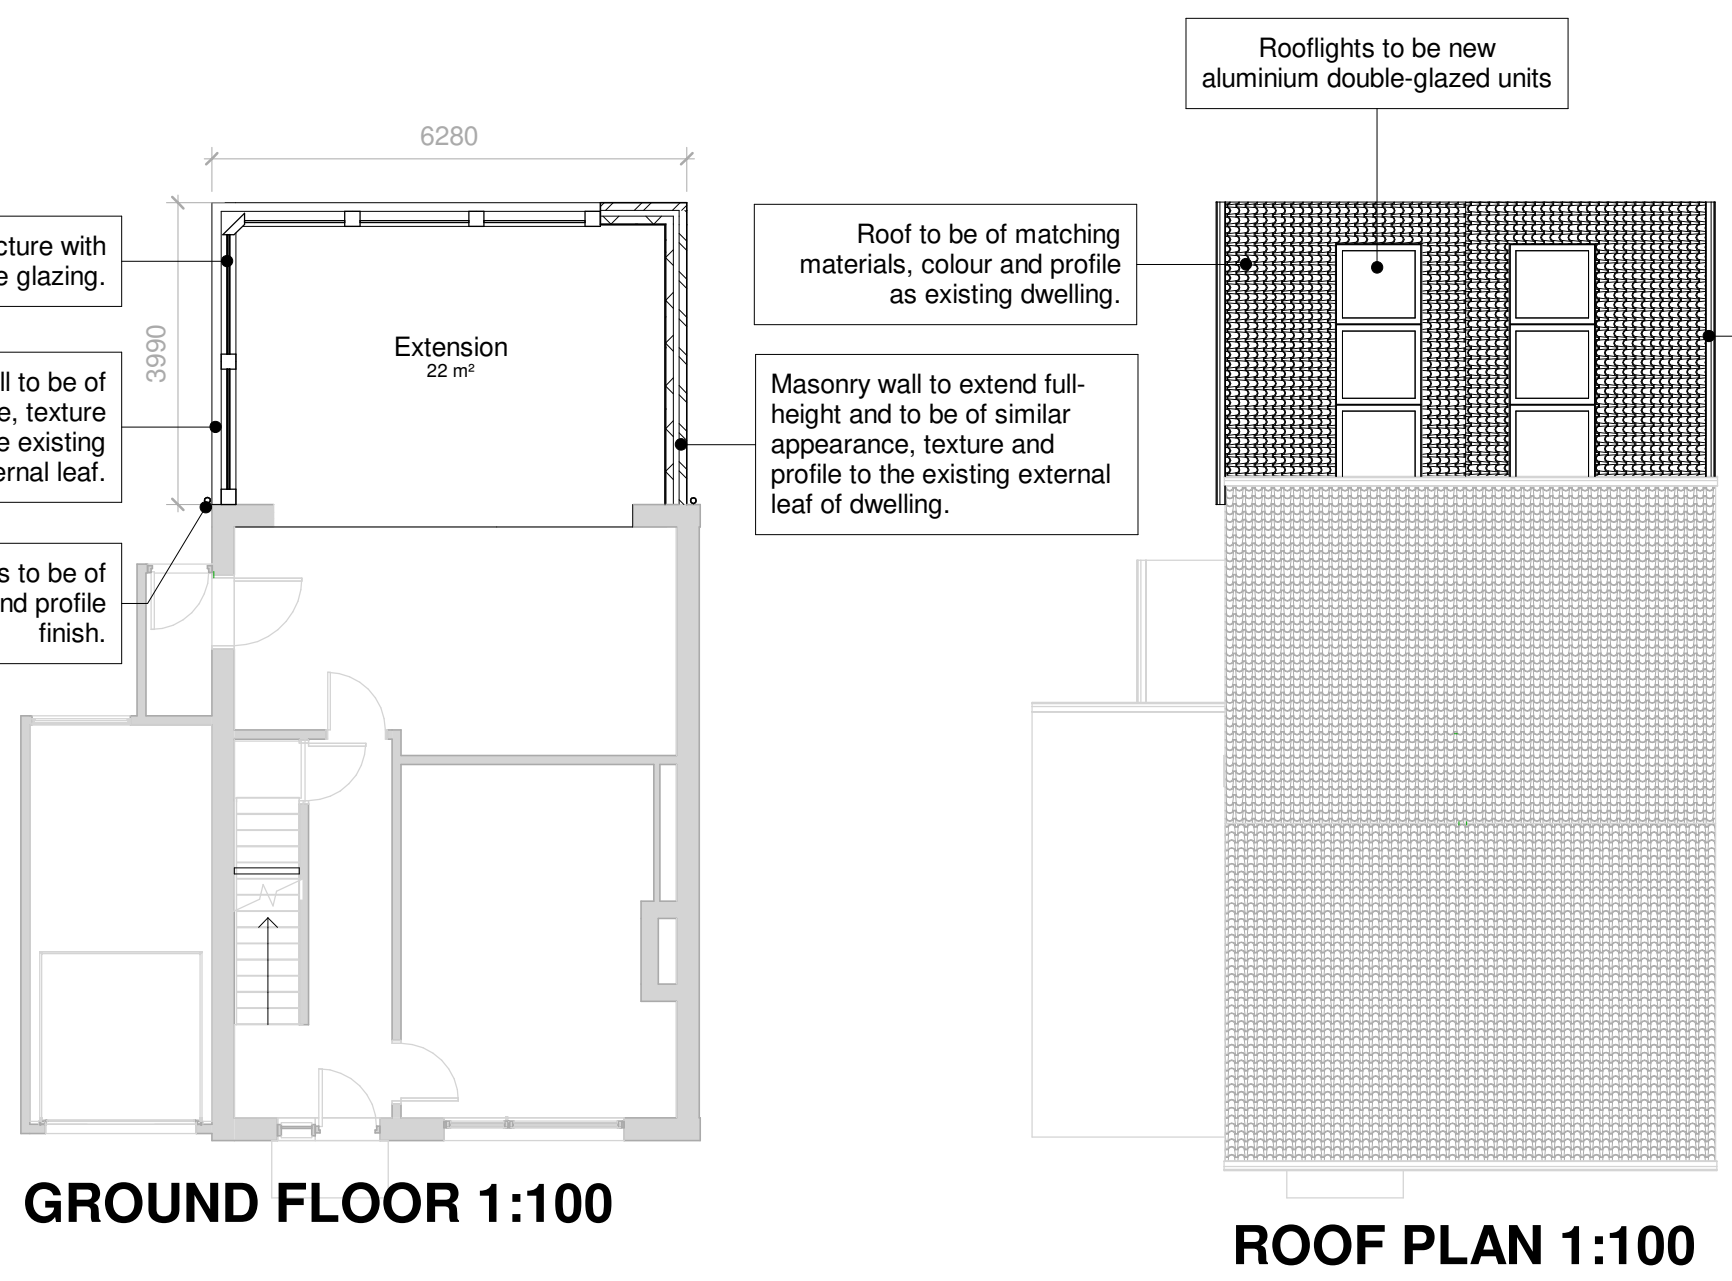 Rooflights to be new
aluminium double-glazed units
6280
3990
cture with
e glazing.
ll to be of
e, texture
e existing
ernal leaf.
s to be of
nd profile
finish.
Extension
22 m²
Roof to be of matching
materials, colour and profile
as existing dwelling.
Masonry wall to extend full-
height and to be of similar
appearance, texture and
profile to the existing external
leaf of dwelling.
GROUND FLOOR 1:100
ROOF PLAN 1:100